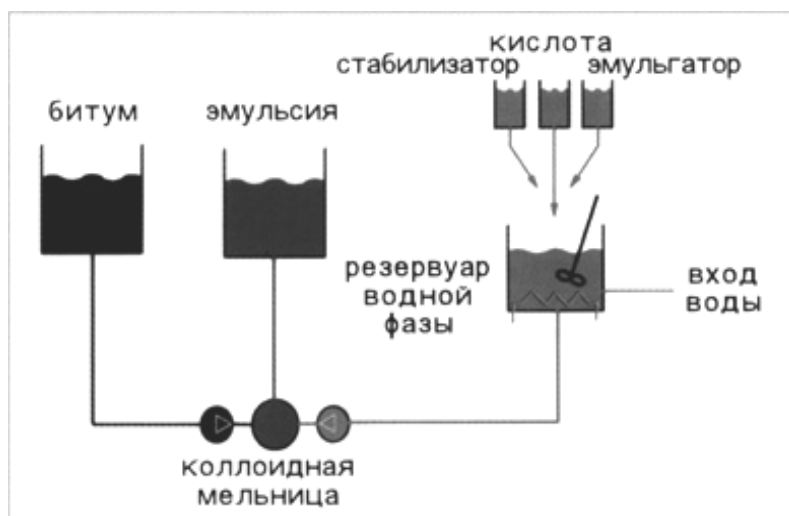 кислота
стабилизатор
эмульгатор
битум
эмульсия
резервуар
водной
фазы
вход
воды
коллоидная
мельница